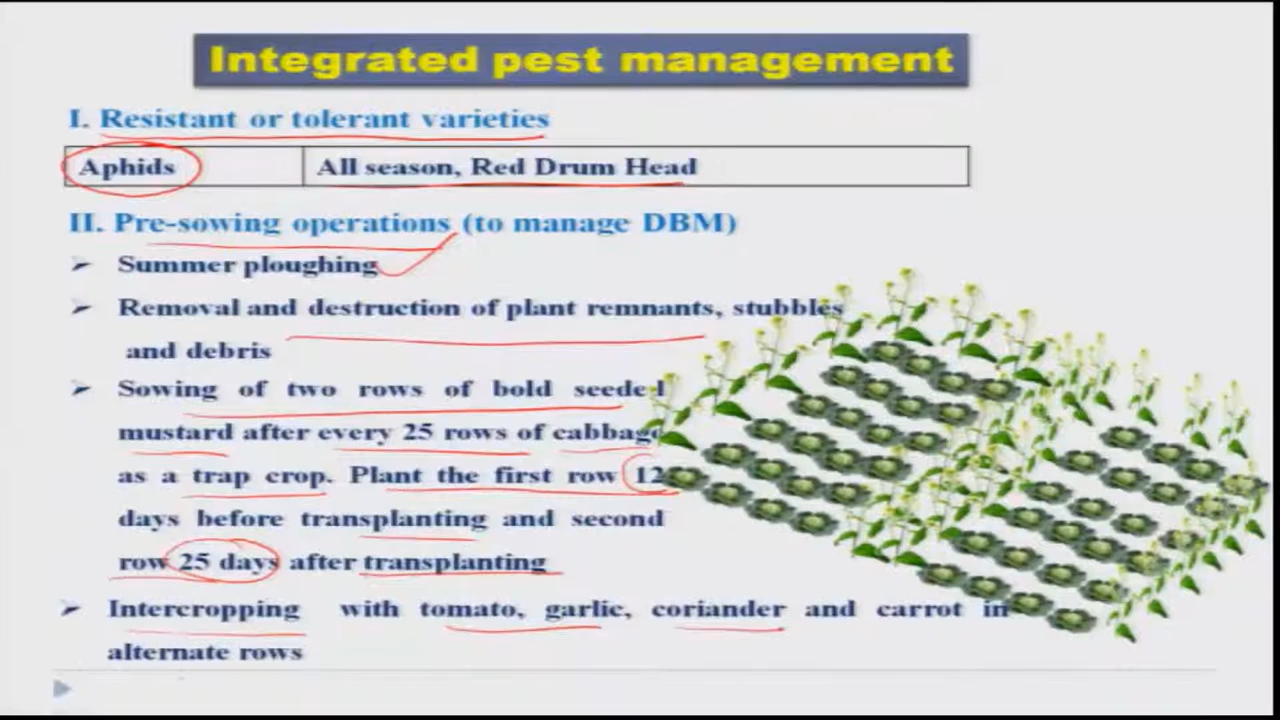 Integrated pest management
I. Resistant or tolerant varieties
Aphids All season, Red Drum Head
II. Pre-sowing operations (to manage DBM)
Summer ploughing
Removal and destruction of plant remnants, stubbles
and debris
Sowing of two rows of bold seeded
mustard after every 25 rows of cabbage
as a trap crop. Plant the first row 12
days before transplanting and second
row 25 days after transplanting
Intercropping with tomato, garlic, coriander and carrot in
alternate rows